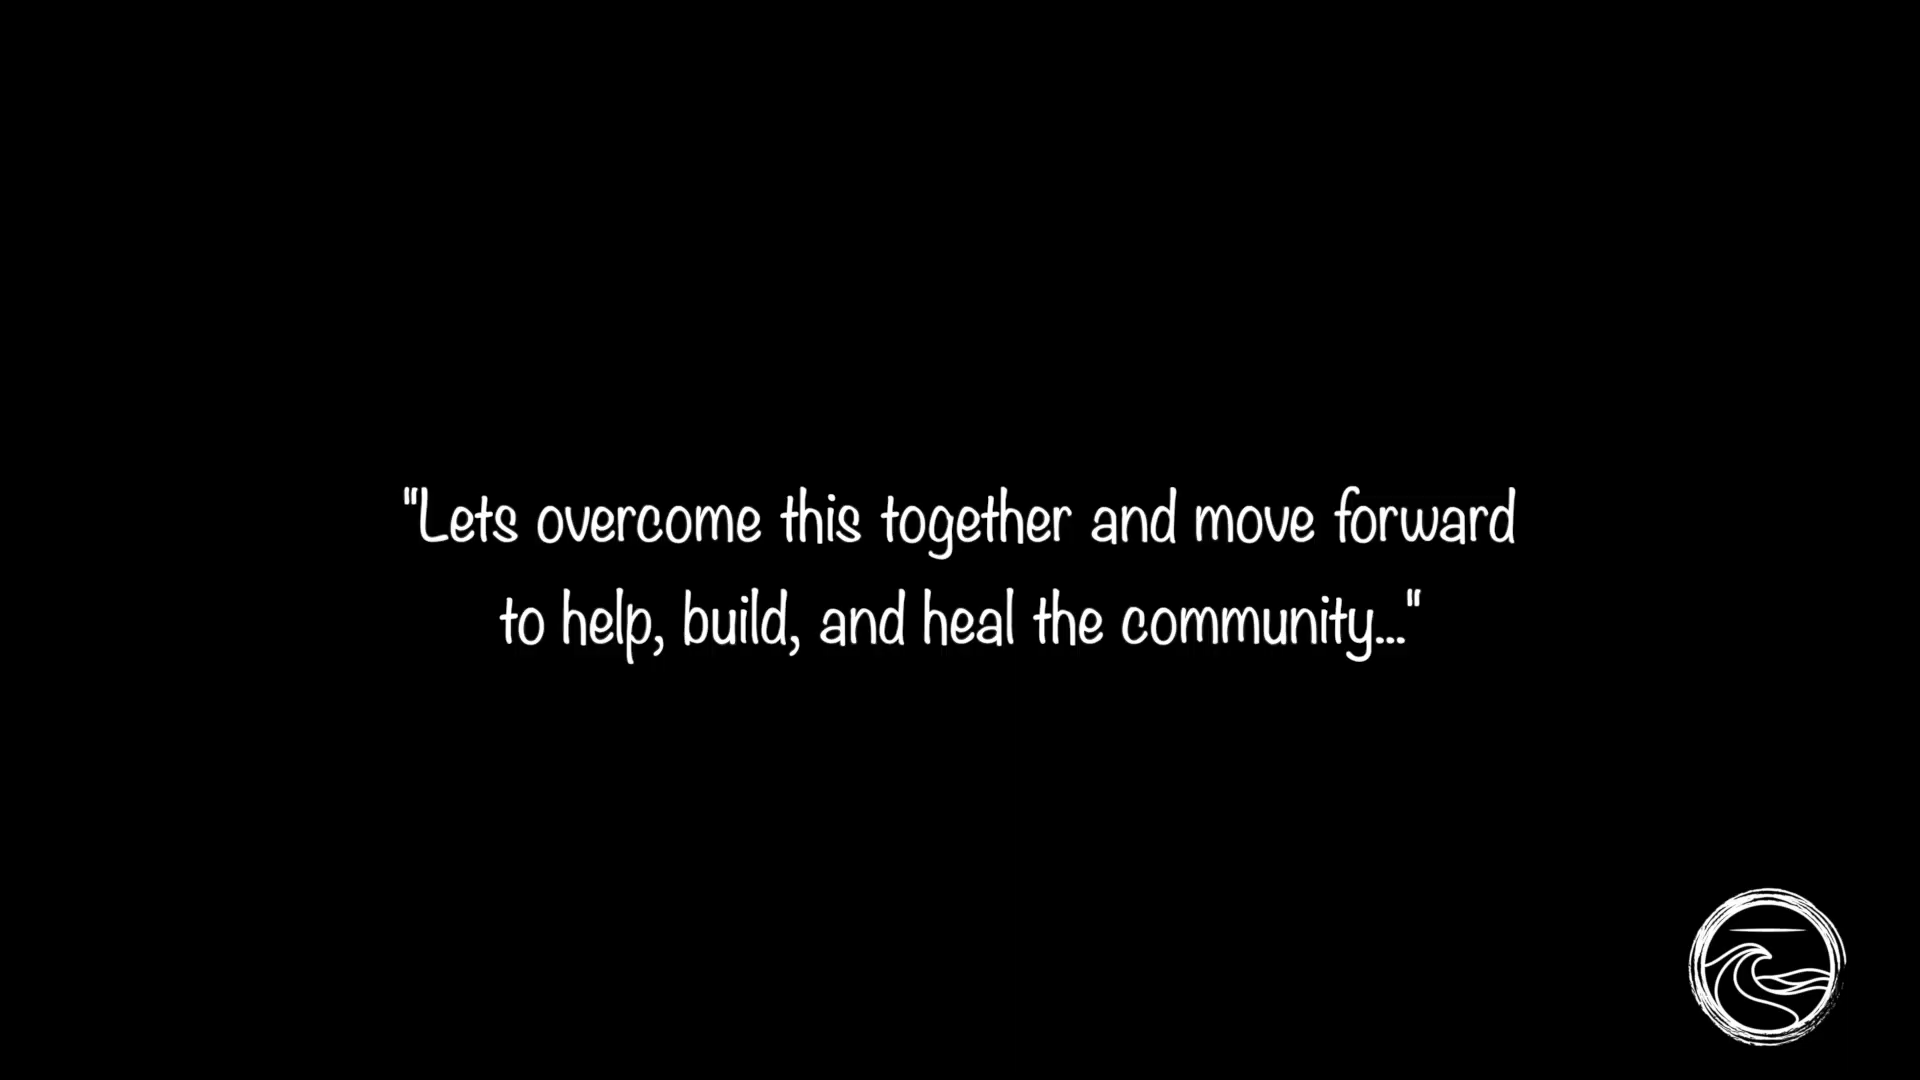 "Lets overcome this together and move forward
to help, build, and heal the community..."